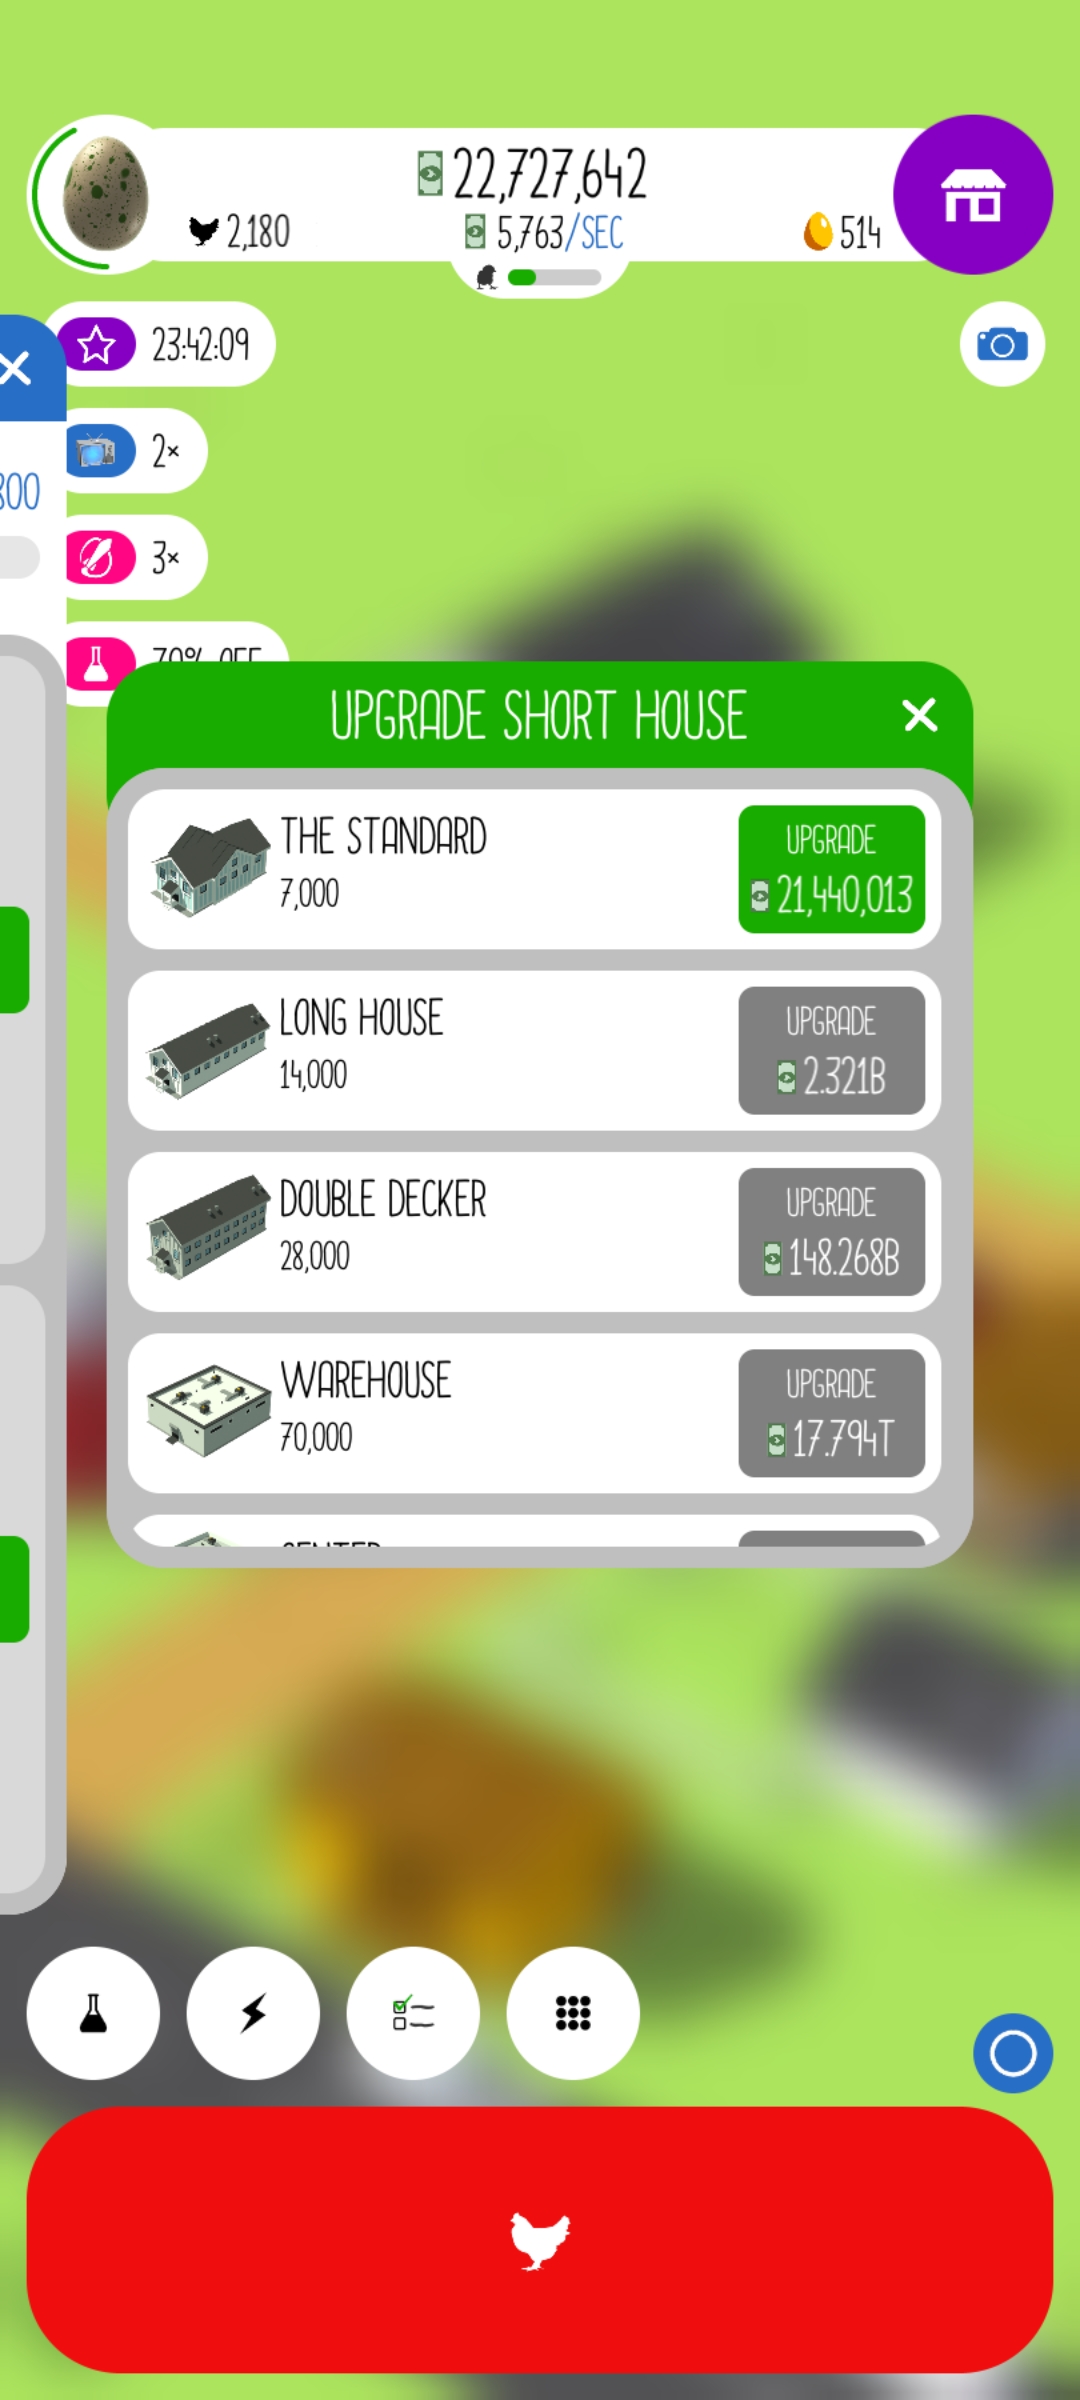 22,727,642
2,180
5,763/SEC
514
23:42:09
2×
800
3×
70% OFF
UPGRADE SHORT HOUSE
THE STANDARD
7,000
UPGRADE
21,440,013
LONG HOUSE
14,000
UPGRADE
2.321B
DOUBLE DECKER
28,000
UPGRADE
148.268B
WAREHOUSE
70,000
UPGRADE
17.794T
CENTER